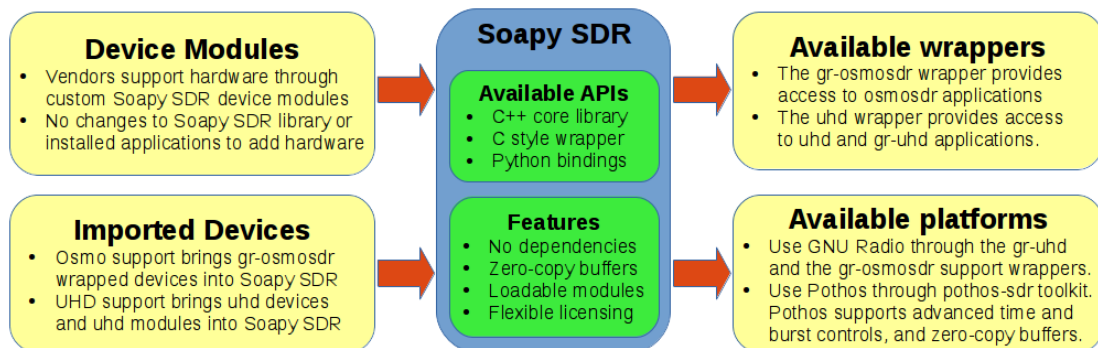 Device Modules
• Vendors support hardware through
custom Soapy SDR device modules
• No changes to Soapy SDR library or
installed applications to add hardware
Imported Devices
• Osmo support brings gr-osmosdr
wrapped devices into Soapy SDR
• UHD support brings uhd devices
and uhd modules into Soapy SDR
Soapy SDR
Available APIs
• C++ core library
• C style wrapper
• Python bindings
Features
• No dependencies
• Zero-copy buffers
• Loadable modules
• Flexible licensing
Available wrappers
• The gr-osmosdr wrapper provides
access to osmosdr applications
• The uhd wrapper provides access
to uhd and gr-uhd applications.
Available platforms
• Use GNU Radio through the gr-uhd
and the gr-osmosdr support wrappers.
• Use Pothos through pothos-sdr toolkit.
Pothos supports advanced time and
burst controls, and zero-copy buffers.